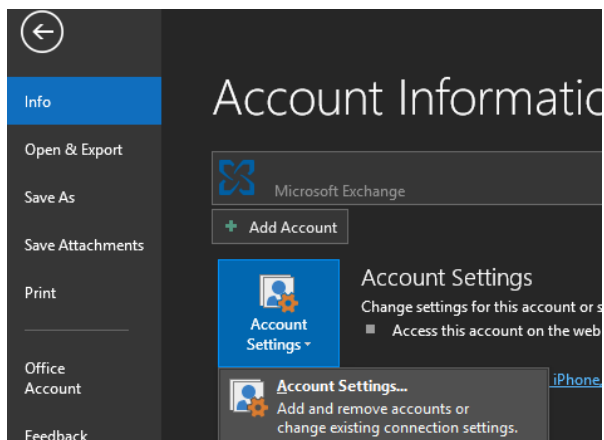 Info
Open & Export
Save As
Save Attachments
Print
Office
Account
Feedback
Account Informatio
Microsoft Exchange
+ Add Account
Account
Settings
Account Settings
Change settings for this account or s
Access this account on the web
iPhone,
Account Settings...
Add and remove accounts or
change existing connection settings.